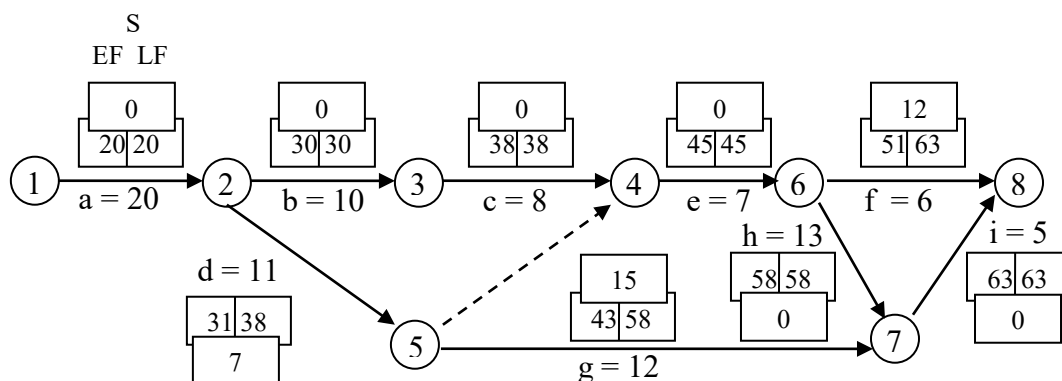 S
EF LF
0
0
0
0
12
20 20
30 30
38 38
45 45
51 63
1
2
3
4
6
8
a = 20
b = 10
c = 8
e = 7
f = 6
d = 11
h = 13
i = 5
15
58 58
63 63
31 38
43 58
0
0
7
5
7
g = 12